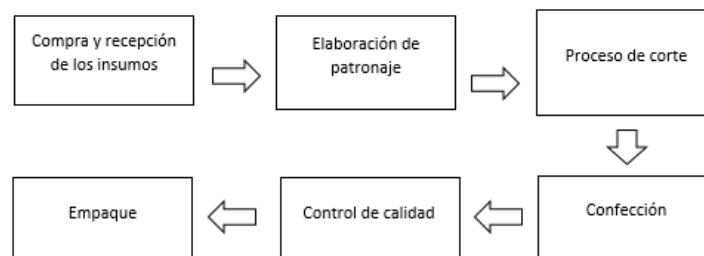 Compra y recepción
de los insumos
Elaboración de
patronaje
Proceso de corte
Confección
Control de calidad
Empaque